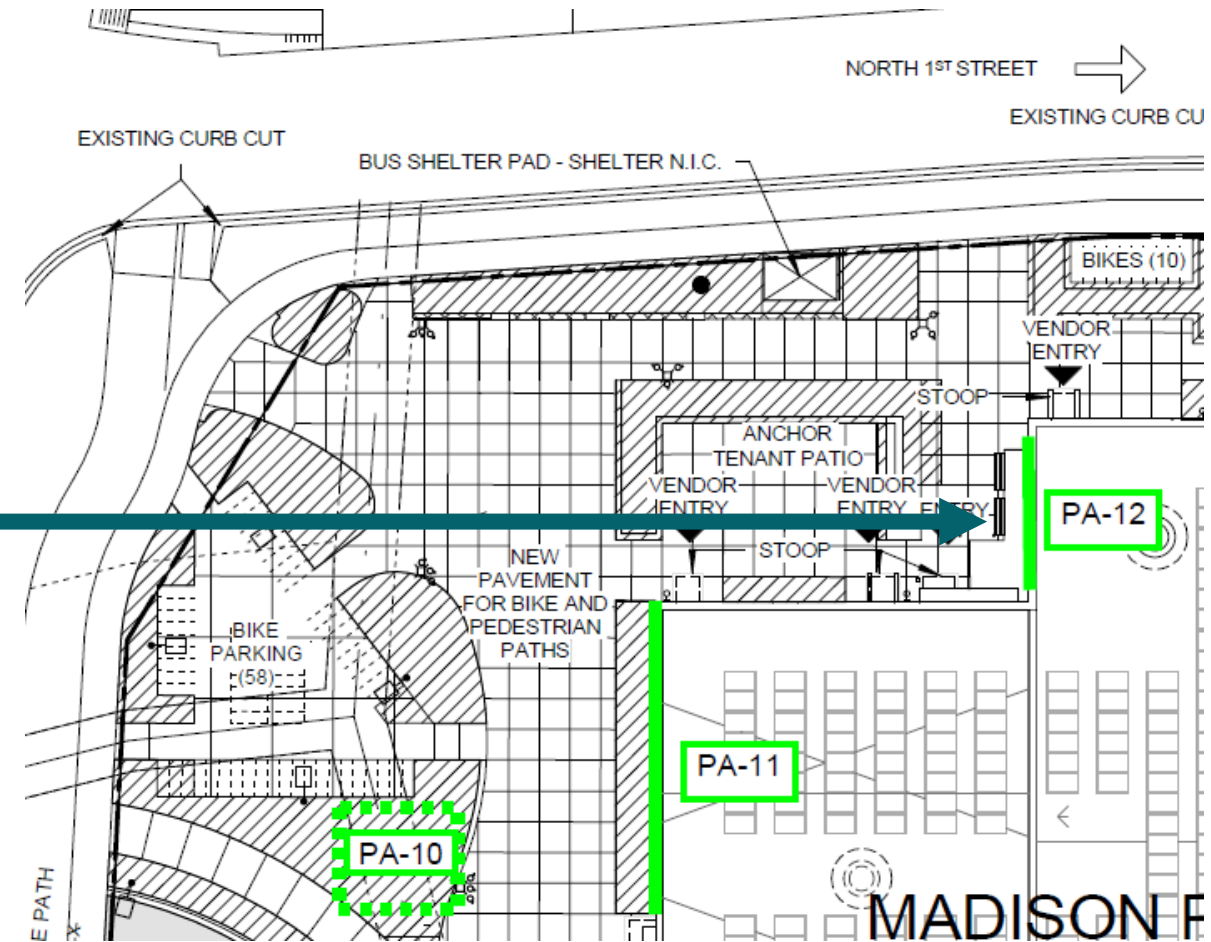 NORTH 1ST STREET
EXISTING CURB CU
EXISTING CURB CUT
BUS SHELTER PAD - SHELTER N.I.C.
BIKES (10)
VENDOR
ENTRY
STOOP
ANCHOR
TENANT PATIO
VENDOR
ENTRY
VENDOR
ENTRY
ENTRY
PA-12
STOOP
NEW
PAVEMENT
FOR BIKE AND
PEDESTRIAN
PATHS
BIKE
PARKING
(58)
PA-11
PA-10
E PATH
MADISON